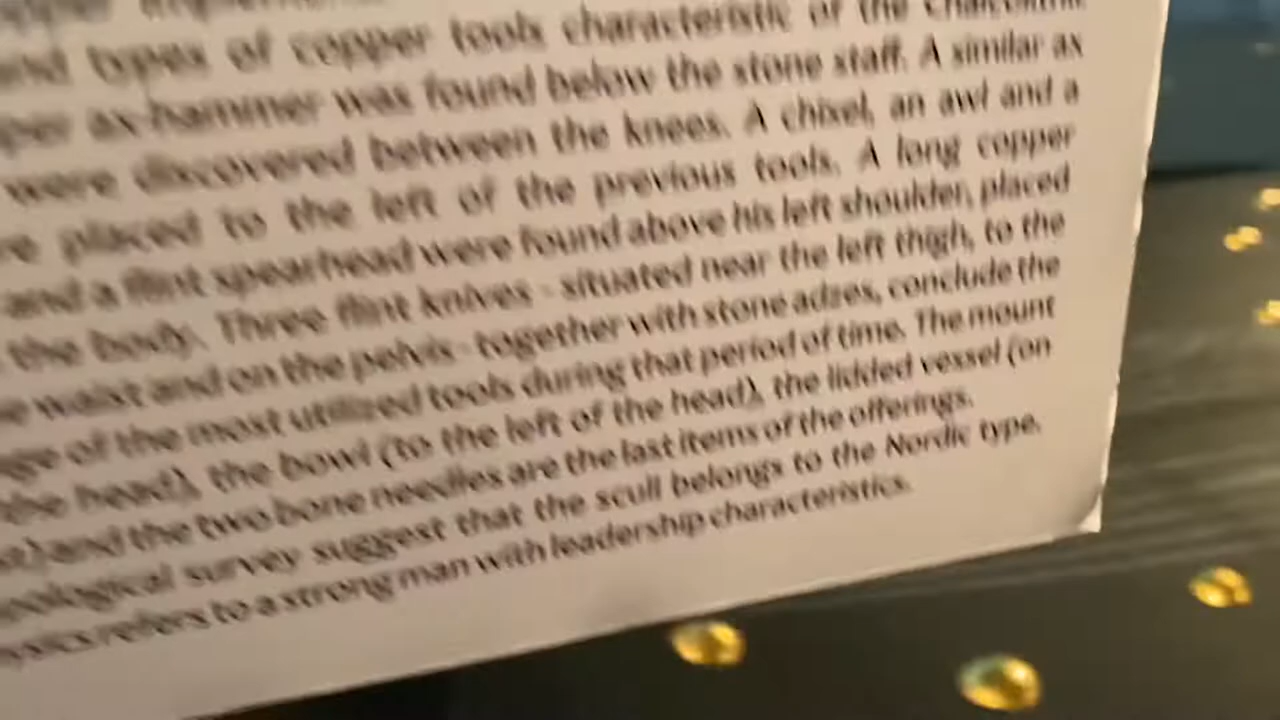 types of copper tools characteristic of the
ax-hammer was found below the stone staff. A similar ax
were discovered between the knees. A chixel, an awl and a
placed to the left of the previous tools. A long copper
and a flint spearhead were found above his left shoulder, placed
the body. Three flint knives - situated near the left thigh, to the
waist and on the pelvis - together with stone adzes, conclude the
of the most utilized tools during that period of time. The mount
the head), the bowl (to the left of the head), the lidded vessel (on
and the two bone needles are the last items of the offerings.
survey suggest that the scull belongs to the Nordic type.
refers to a strong man with leadership characteristics.